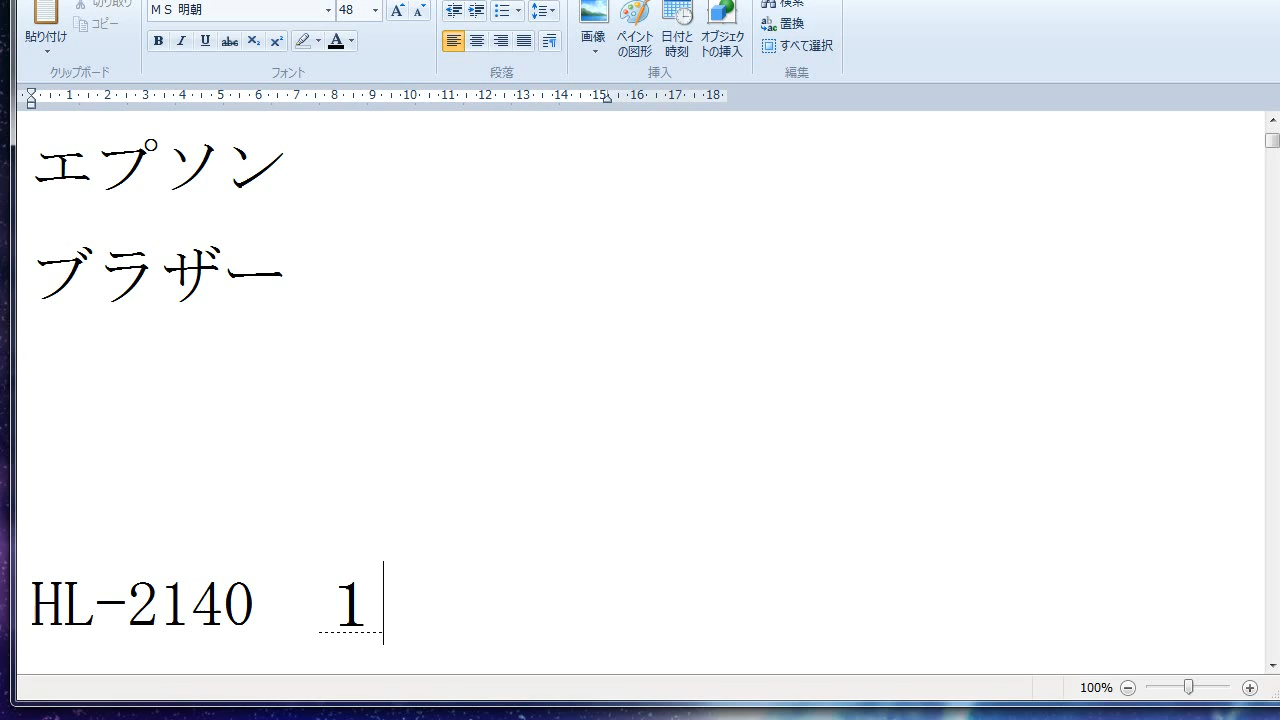 切り取り
貼り付け
コピー
MS 明朝 48
B I U abc X₂ X²
A
クリップボード フォント 段落 挿入 編集
画像 ペイントの図形 日付と時刻 オブジェクトの挿入
検索
置換
すべて選択
1 2 3 4 5 6 7 8 9 10 11 12 13 14 15 16 17 18
エプソン
ブラザー
HL-2140 1
100%